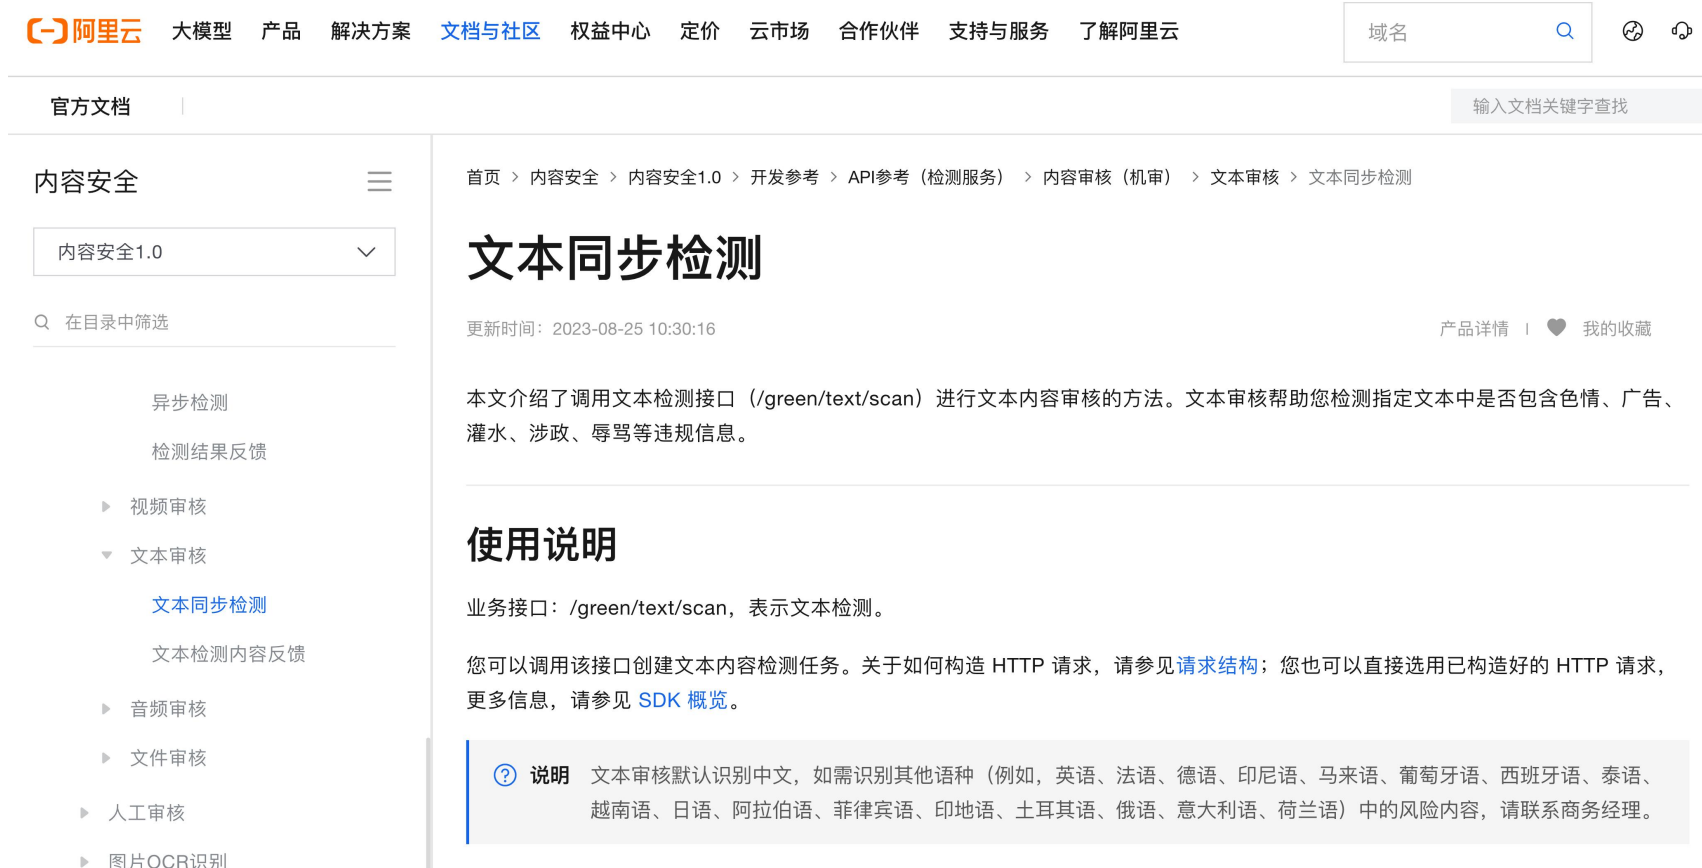 阿里云 大模型 产品 解决方案 文档与社区 权益中心 定价 云市场 合作伙伴 支持与服务 了解阿里云 域名
官方文档 输入文档关键字查找
内容安全
内容安全1.0
在目录中筛选
异步检测
检测结果反馈
视频审核
文本审核
文本同步检测
文本检测内容反馈
音频审核
文件审核
人工审核
图片OCR识别
首页 > 内容安全 > 内容安全1.0 > 开发参考 > API参考（检测服务） > 内容审核（机审） > 文本审核 > 文本同步检测
文本同步检测
更新时间：2023-08-25 10:30:16 产品详情 | 我的收藏
本文介绍了调用文本检测接口（/green/text/scan）进行文本内容审核的方法。文本审核帮助您检测指定文本中是否包含色情、广告、
灌水、涉政、辱骂等违规信息。
使用说明
业务接口：/green/text/scan，表示文本检测。
您可以调用该接口创建文本内容检测任务。关于如何构造 HTTP 请求，请参见请求结构；您也可以直接选用已构造好的 HTTP 请求，
更多信息，请参见 SDK 概览。
说明 文本审核默认识别中文，如需识别其他语种（例如，英语、法语、德语、印尼语、马来语、葡萄牙语、西班牙语、泰语、
越南语、日语、阿拉伯语、菲律宾语、印地语、土耳其语、俄语、意大利语、荷兰语）中的风险内容，请联系商务经理。